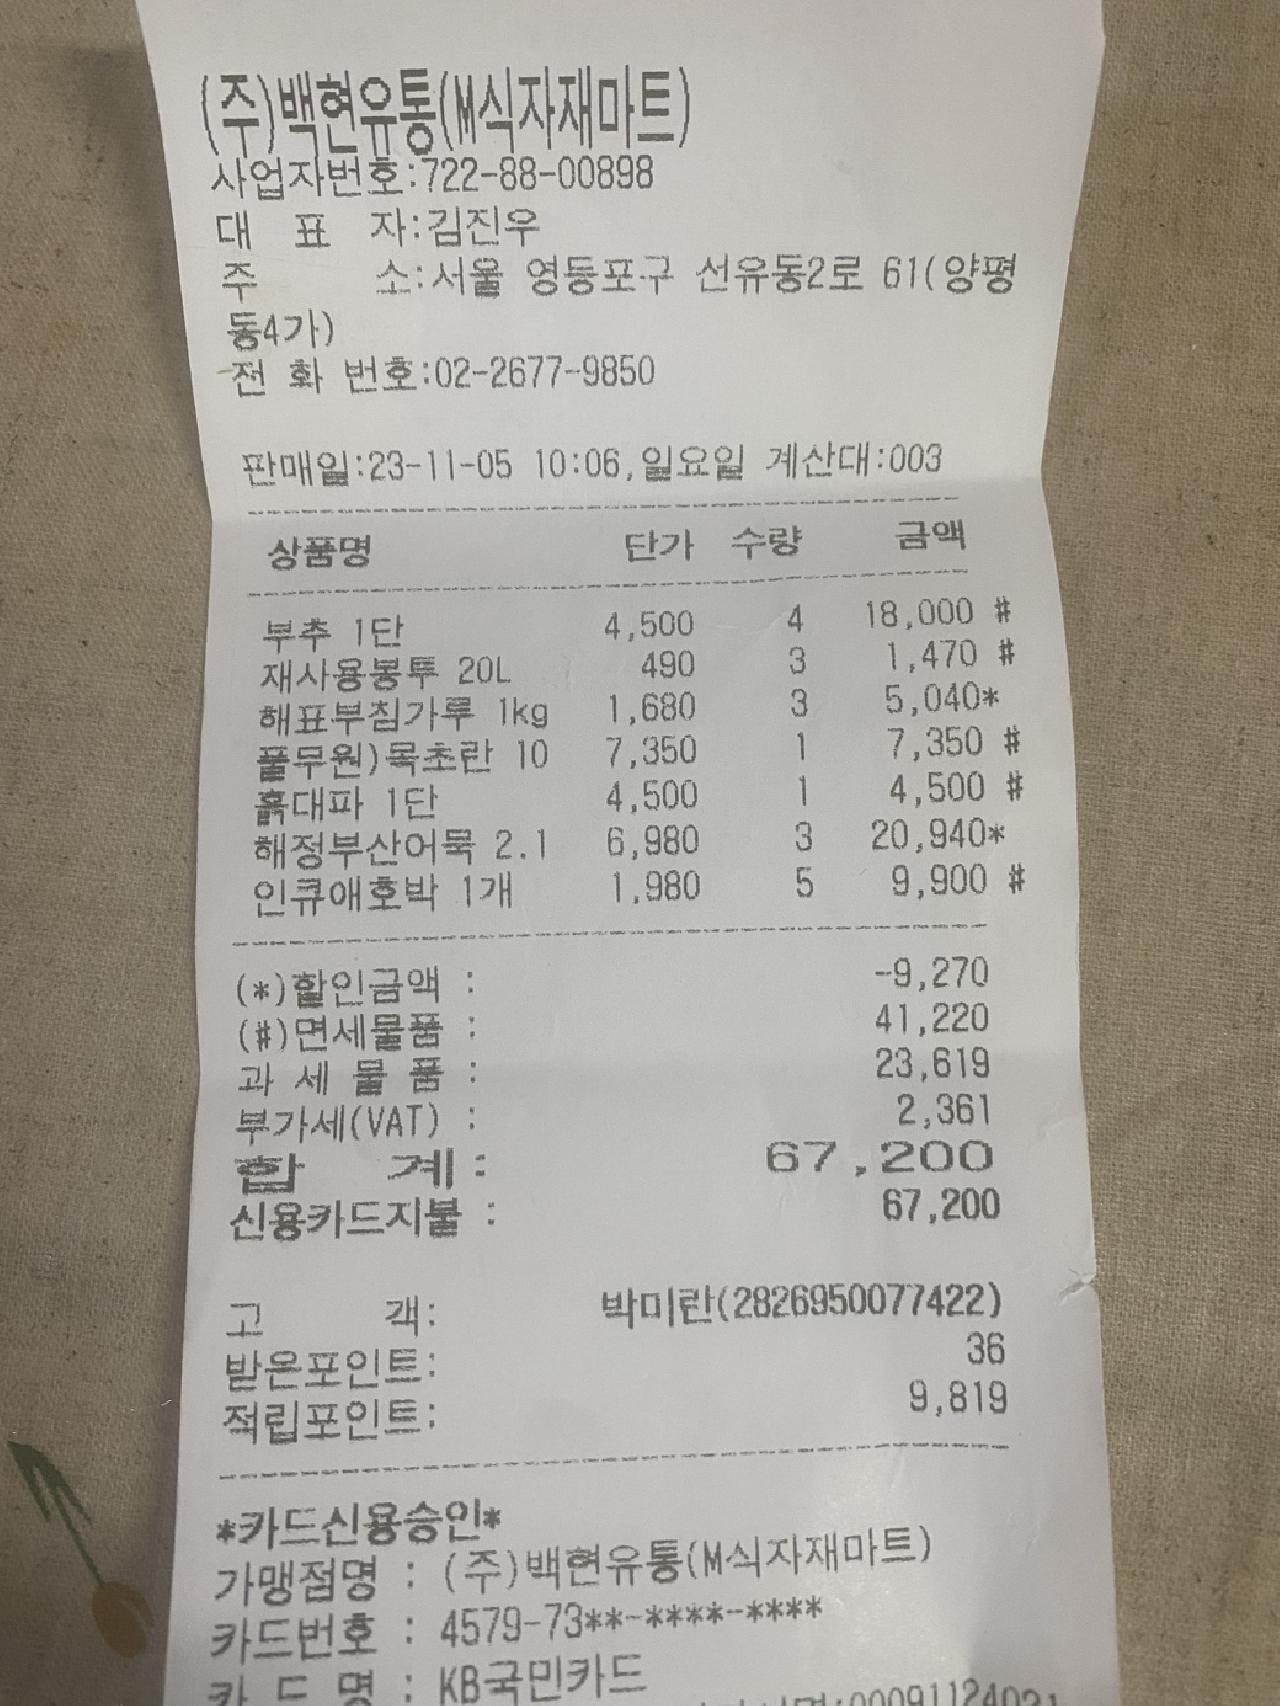 (주)백현유통(M식자재마트)
사업자번호:722-88-00898
대 표 자:김진우
주 소:서울 영등포구 선유동2로 61(양평
동4가)
전 화 번호:02-2677-9850
판매일:23-11-05 10:06,일요일 계산대:003
상품명 단가 수량 금액
부추 1단 4,500 4 18,000 #
재사용봉투 20L 490 3 1,470 #
해표부침가루 1kg 1,680 3 5,040*
풀무원)목초란 10 7,350 1 7,350 #
흙대파 1단 4,500 1 4,500 #
해정부산어묵 2.1 6,980 3 20,940*
인큐애호박 1개 1,980 5 9,900 #
(*)할인금액 : -9,270
(#)면세물품 : 41,220
과 세 물 품 : 23,619
부가세(VAT) : 2,361
합 계 : 67,200
신용카드지불 : 67,200
고 객: 박미란(2826950077422)
받은포인트: 36
적립포인트: 9,819
*카드신용승인*
가맹점명 : (주)백현유통(M식자재마트)
카드번호 : 4579-73**-****-****
카 드 명 : KB국민카드